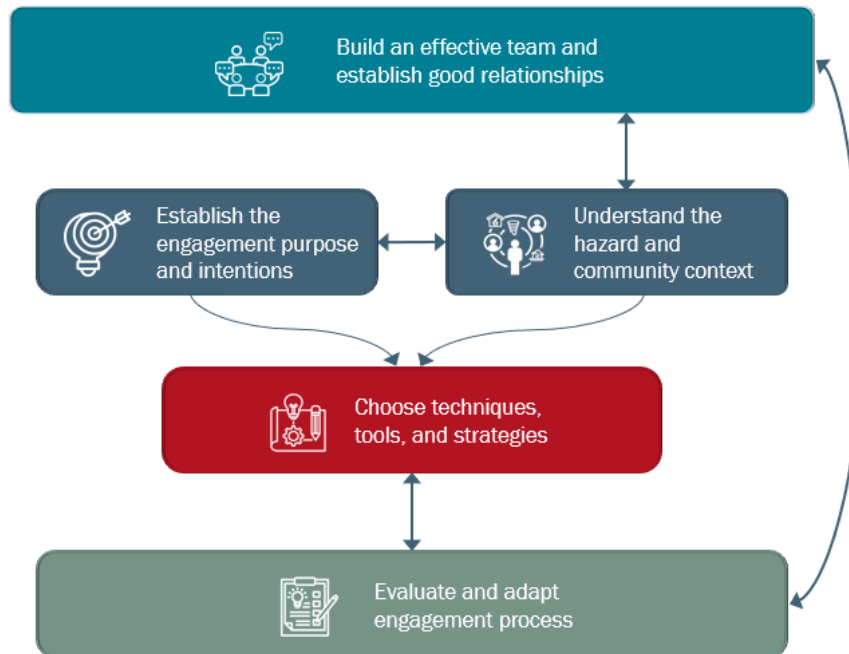 Build an effective team and
establish good relationships
Establish the
engagement purpose
and intentions
Understand the
hazard and
community context
Choose techniques,
tools, and strategies
Evaluate and adapt
engagement process